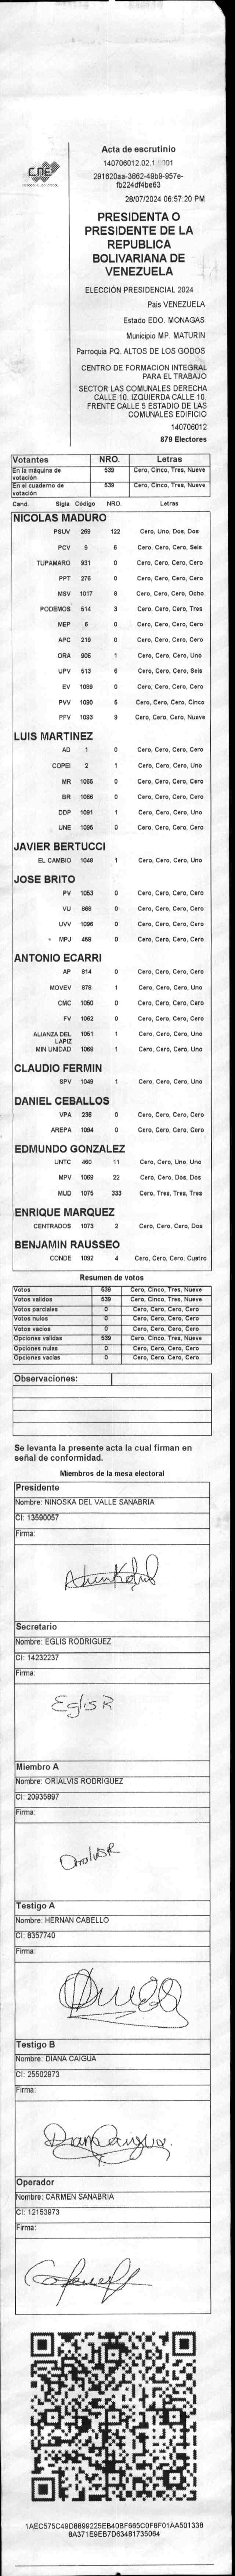 CNE
Acta de escrutinio
291620aa-3862-49b9-957e-
fb224df4be63
28/07/2024 06:57:20 PM
PRESIDENTA O
PRESIDENTE DE LA
REPUBLICA
BOLIVARIANA DE
VENEZUELA
ELECCIÓN PRESIDENCIAL 2024
País VENEZUELA
Estado EDO. MONAGAS
Municipio MP. MATURIN
Parroquia PQ. ALTOS DE LOS GODOS
CENTRO DE FORMACION INTEGRAL
PARA EL TRABAJO
SECTOR LAS COMUNALES DERECHA
CALLE 10. IZQUIERDA CALLE 10.
FRENTE CALLE 5 ESTADIO DE LAS
COMUNALES EDIFICIO
140706012
879 Electores
Votantes NRO. Letras
En la máquina de votación 539 Cero, Cinco, Tres, Nueve
En el cuaderno de votación 539 Cero, Cinco, Tres, Nueve
Cand. Sigla Código NRO. Letras
NICOLAS MADURO
PSUV 269 122 Cero, Uno, Dos, Dos
PCV 9 6 Cero, Cero, Cero, Seis
TUPAMARO 931 0 Cero, Cero, Cero, Cero
PPT 276 0 Cero, Cero, Cero, Cero
MSV 1017 8 Cero, Cero, Cero, Ocho
PODEMOS 514 3 Cero, Cero, Cero, Tres
MEP 6 0 Cero, Cero, Cero, Cero
APC 219 0 Cero, Cero, Cero, Cero
ORA 906 1 Cero, Cero, Cero, Uno
UPV 513 6 Cero, Cero, Cero, Seis
EV 1089 0 Cero, Cero, Cero, Cero
PVV 1090 5 Cero, Cero, Cero, Cinco
PFV 1093 9 Cero, Cero, Cero, Nueve
LUIS MARTINEZ
AD 1 0 Cero, Cero, Cero, Cero
COPEI 2 1 Cero, Cero, Cero, Uno
MR 1065 0 Cero, Cero, Cero, Cero
BR 1066 0 Cero, Cero, Cero, Cero
DDP 1091 1 Cero, Cero, Cero, Uno
UNE 1095 0 Cero, Cero, Cero, Cero
JAVIER BERTUCCI
EL CAMBIO 1048 1 Cero, Cero, Cero, Uno
JOSE BRITO
PV 1053 0 Cero, Cero, Cero, Cero
VU 868 0 Cero, Cero, Cero, Cero
UVV 1096 0 Cero, Cero, Cero, Cero
MPJ 459 0 Cero, Cero, Cero, Cero
ANTONIO ECARRI
AP 814 0 Cero, Cero, Cero, Cero
MOVEV 978 1 Cero, Cero, Cero, Uno
CMC 1050 0 Cero, Cero, Cero, Cero
FV 1062 0 Cero, Cero, Cero, Cero
ALIANZA DEL LAPIZ 1051 1 Cero, Cero, Cero, Uno
MIN UNIDAD 1069 1 Cero, Cero, Cero, Uno
CLAUDIO FERMIN
SPV 1049 1 Cero, Cero, Cero, Uno
DANIEL CEBALLOS
VPA 236 0 Cero, Cero, Cero, Cero
AREPA 1094 0 Cero, Cero, Cero, Cero
EDMUNDO GONZALEZ
UNTC 460 11 Cero, Cero, Uno, Uno
MPV 1069 22 Cero, Cero, Dos, Dos
MUD 1075 333 Cero, Tres, Tres, Tres
ENRIQUE MARQUEZ
CENTRADOS 1073 2 Cero, Cero, Cero, Dos
BENJAMIN RAUSSEO
CONDE 1092 4 Cero, Cero, Cero, Cuatro
Resumen de votos
Votos 539 Cero, Cinco, Tres, Nueve
Votos validos 539 Cero, Cinco, Tres, Nueve
Votos parciales 0 Cero, Cero, Cero, Cero
Votos nulos 0 Cero, Cero, Cero, Cero
Votos vacios 0 Cero, Cero, Cero, Cero
Opciones validas 539 Cero, Cinco, Tres, Nueve
Opciones nulas 0 Cero, Cero, Cero, Cero
Opciones vacias 0 Cero, Cero, Cero, Cero
Observaciones:
Se levanta la presente acta la cual firman en
señal de conformidad.
Miembros de la mesa electoral
Presidente
Nombre: NINOSKA DEL VALLE SANABRIA
CI: 13590057
Firma:
Secretario
Nombre: EGLIS RODRIGUEZ
CI: 14232237
Firma:
Eglis R
Miembro A
Nombre: ORIALVIS RODRIGUEZ
CI: 20935897
Firma:
Testigo A
Nombre: HERNAN CABELLO
CI: 8357740
Firma:
Testigo B
Nombre: DIANA CAIGUA
CI: 25502973
Firma:
Operador
Nombre: CARMEN SANABRIA
CI: 12153973
Firma:
1AEC575C49D8899225EB40BF665C0F8F01AA501338
8A371E9EB7D63481735064